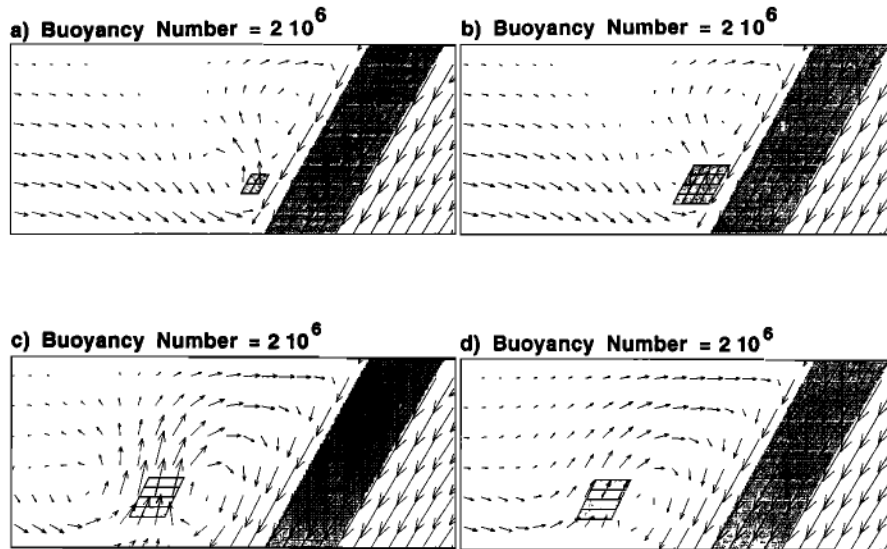 a) Buoyancy Number = 2 10^6
b) Buoyancy Number = 2 10^6
c) Buoyancy Number = 2 10^6
d) Buoyancy Number = 2 10^6